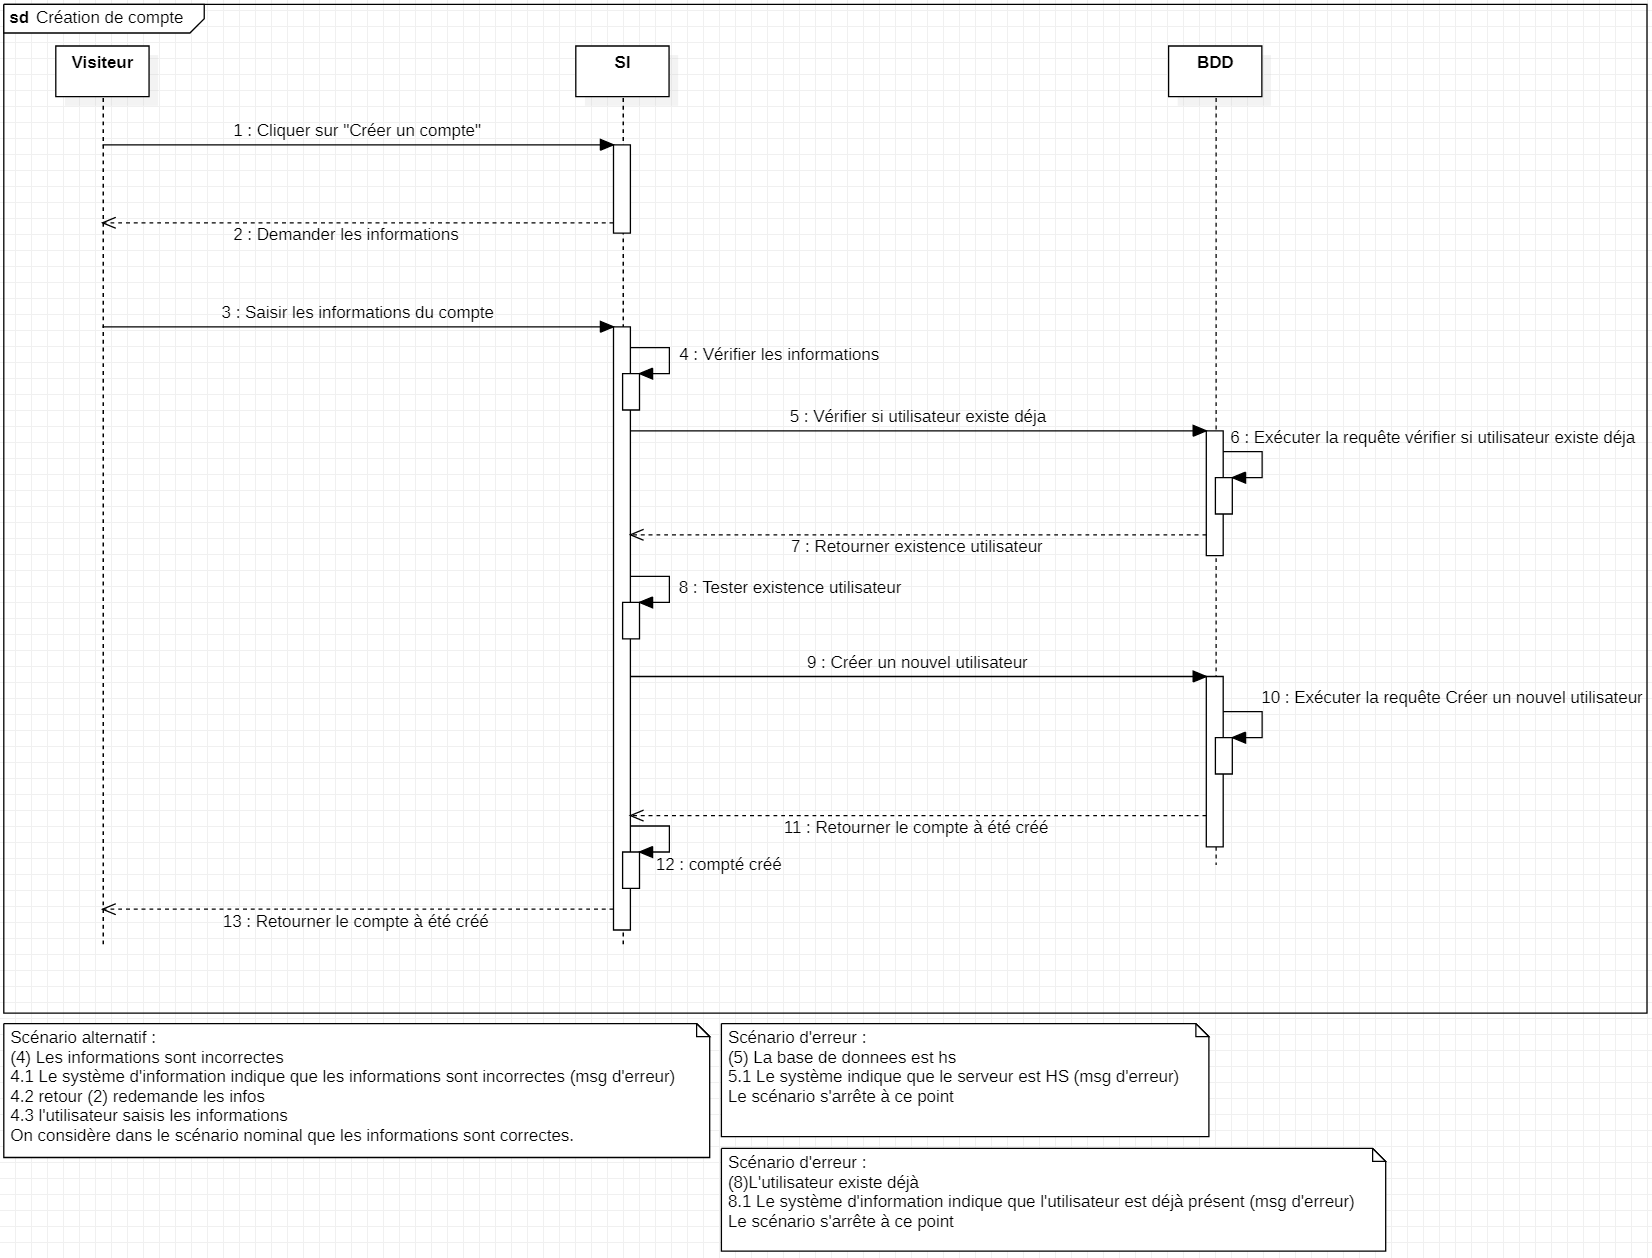 sd Création de compte
Visiteur
SI
BDD
1 : Cliquer sur "Créer un compte"
2 : Demander les informations
3 : Saisir les informations du compte
4 : Vérifier les informations
5 : Vérifier si utilisateur existe déja
6 : Exécuter la requête vérifier si utilisateur existe déja
7 : Retourner existence utilisateur
8 : Tester existence utilisateur
9 : Créer un nouvel utilisateur
10 : Exécuter la requête Créer un nouvel utilisateur
11 : Retourner le compte à été créé
12 : compté créé
13 : Retourner le compte à été créé
Scénario alternatif :
(4) Les informations sont incorrectes
4.1 Le système d'information indique que les informations sont incorrectes (msg d'erreur)
4.2 retour (2) redemande les infos
4.3 l'utilisateur saisis les informations
On considère dans le scénario nominal que les informations sont correctes.
Scénario d'erreur :
(5) La base de donnees est hs
5.1 Le système indique que le serveur est HS (msg d'erreur)
Le scénario s'arrête à ce point
Scénario d'erreur :
(8)L'utilisateur existe déjà
8.1 Le système d'information indique que l'utilisateur est déjà présent (msg d'erreur)
Le scénario s'arrête à ce point